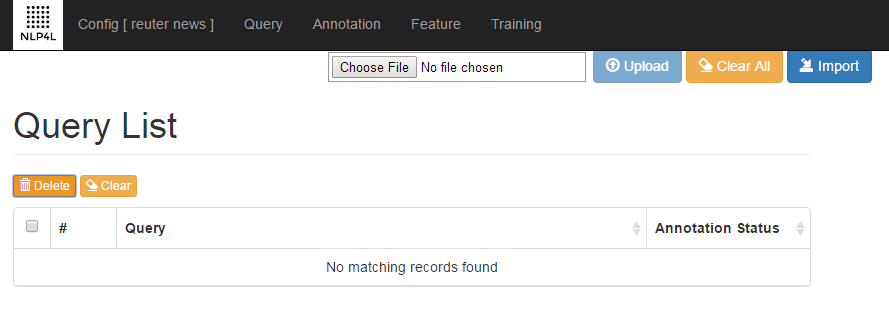 NLP4L Config [ reuter news ] Query Annotation Feature Training
Choose File No file chosen Upload Clear All Import
Query List
Delete Clear
# Query Annotation Status
No matching records found